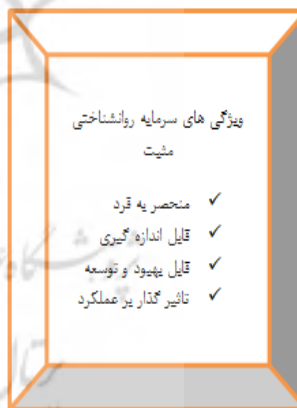 ویژگی های سرمایه روانشناختی
مثبت
✓ منحصر به فرد
✓ قابل اندازه گیری
✓ قابل بهبود و توسعه
✓ تاثیر گذار بر عملکرد